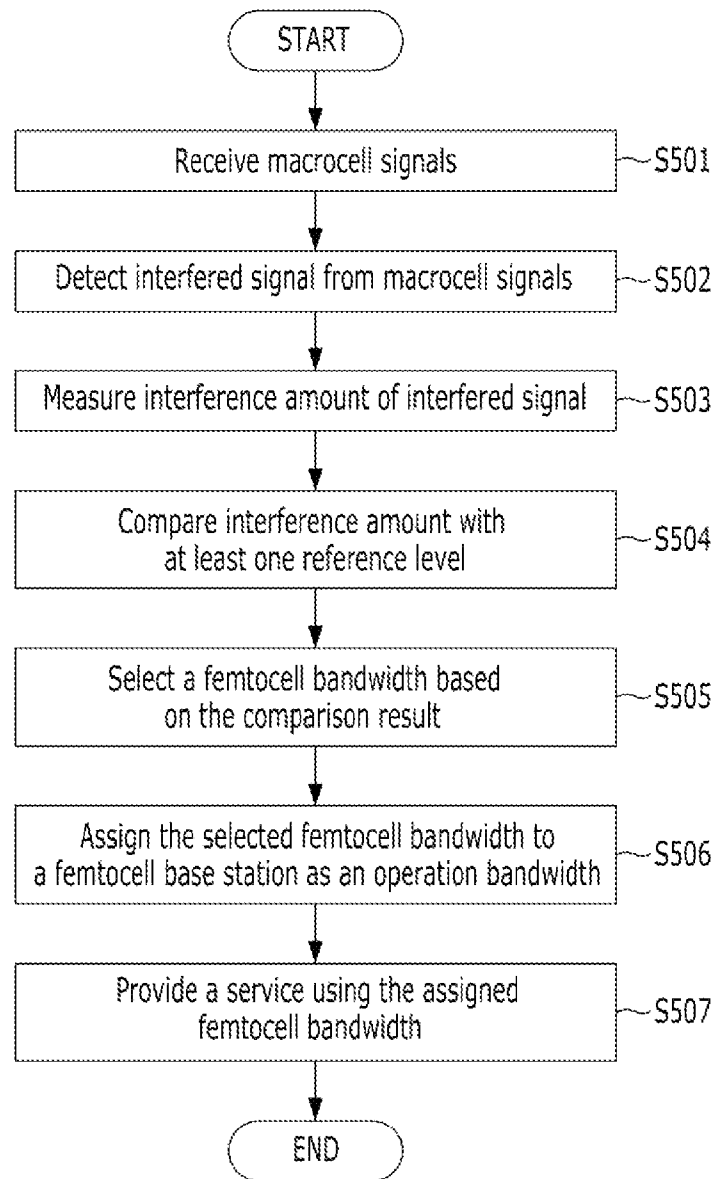 START
Receive macrocell signals
S501
Detect interfered signal from macrocell signals
S502
Measure interference amount of interfered signal
S503
Compare interference amount with
at least one reference level
S504
Select a femtocell bandwidth based
on the comparison result
S505
Assign the selected femtocell bandwidth to
a femtocell base station as an operation bandwidth
S506
Provide a service using the assigned
femtocell bandwidth
S507
END